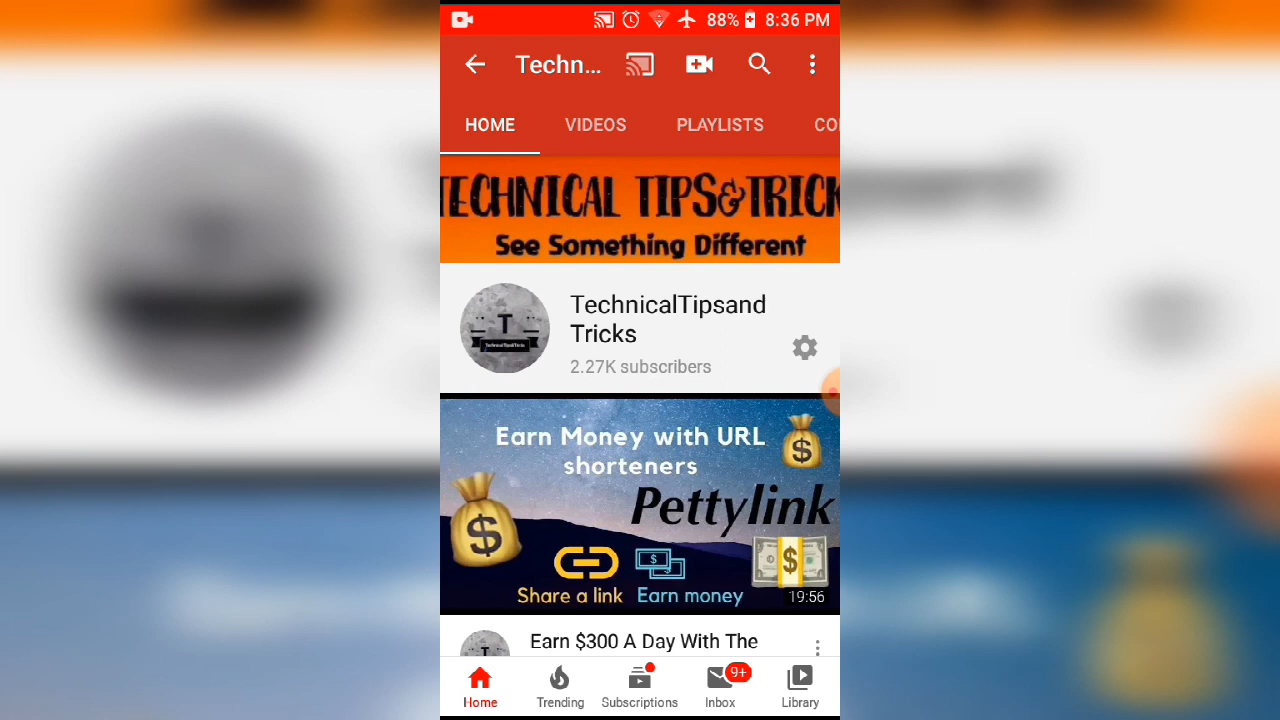 88% 8:36 PM
Techn...
HOME VIDEOS PLAYLISTS CO
TECHNICAL TIPS&TRICK
See Something Different
T
TechnicalTipsandTricks
TechnicalTipsand
Tricks
2.27K subscribers
Earn Money with URL
shorteners
Pettylink
Share a link Earn money
19:56
Earn $300 A Day With The
9+
Home Trending Subscriptions Inbox Library